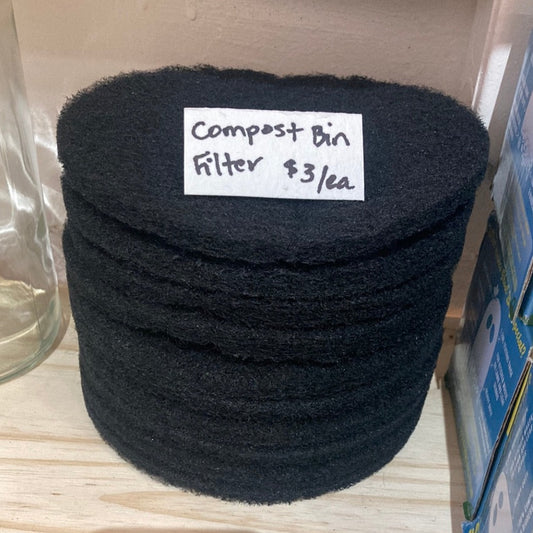 Compost Bin
Filter $3/ea